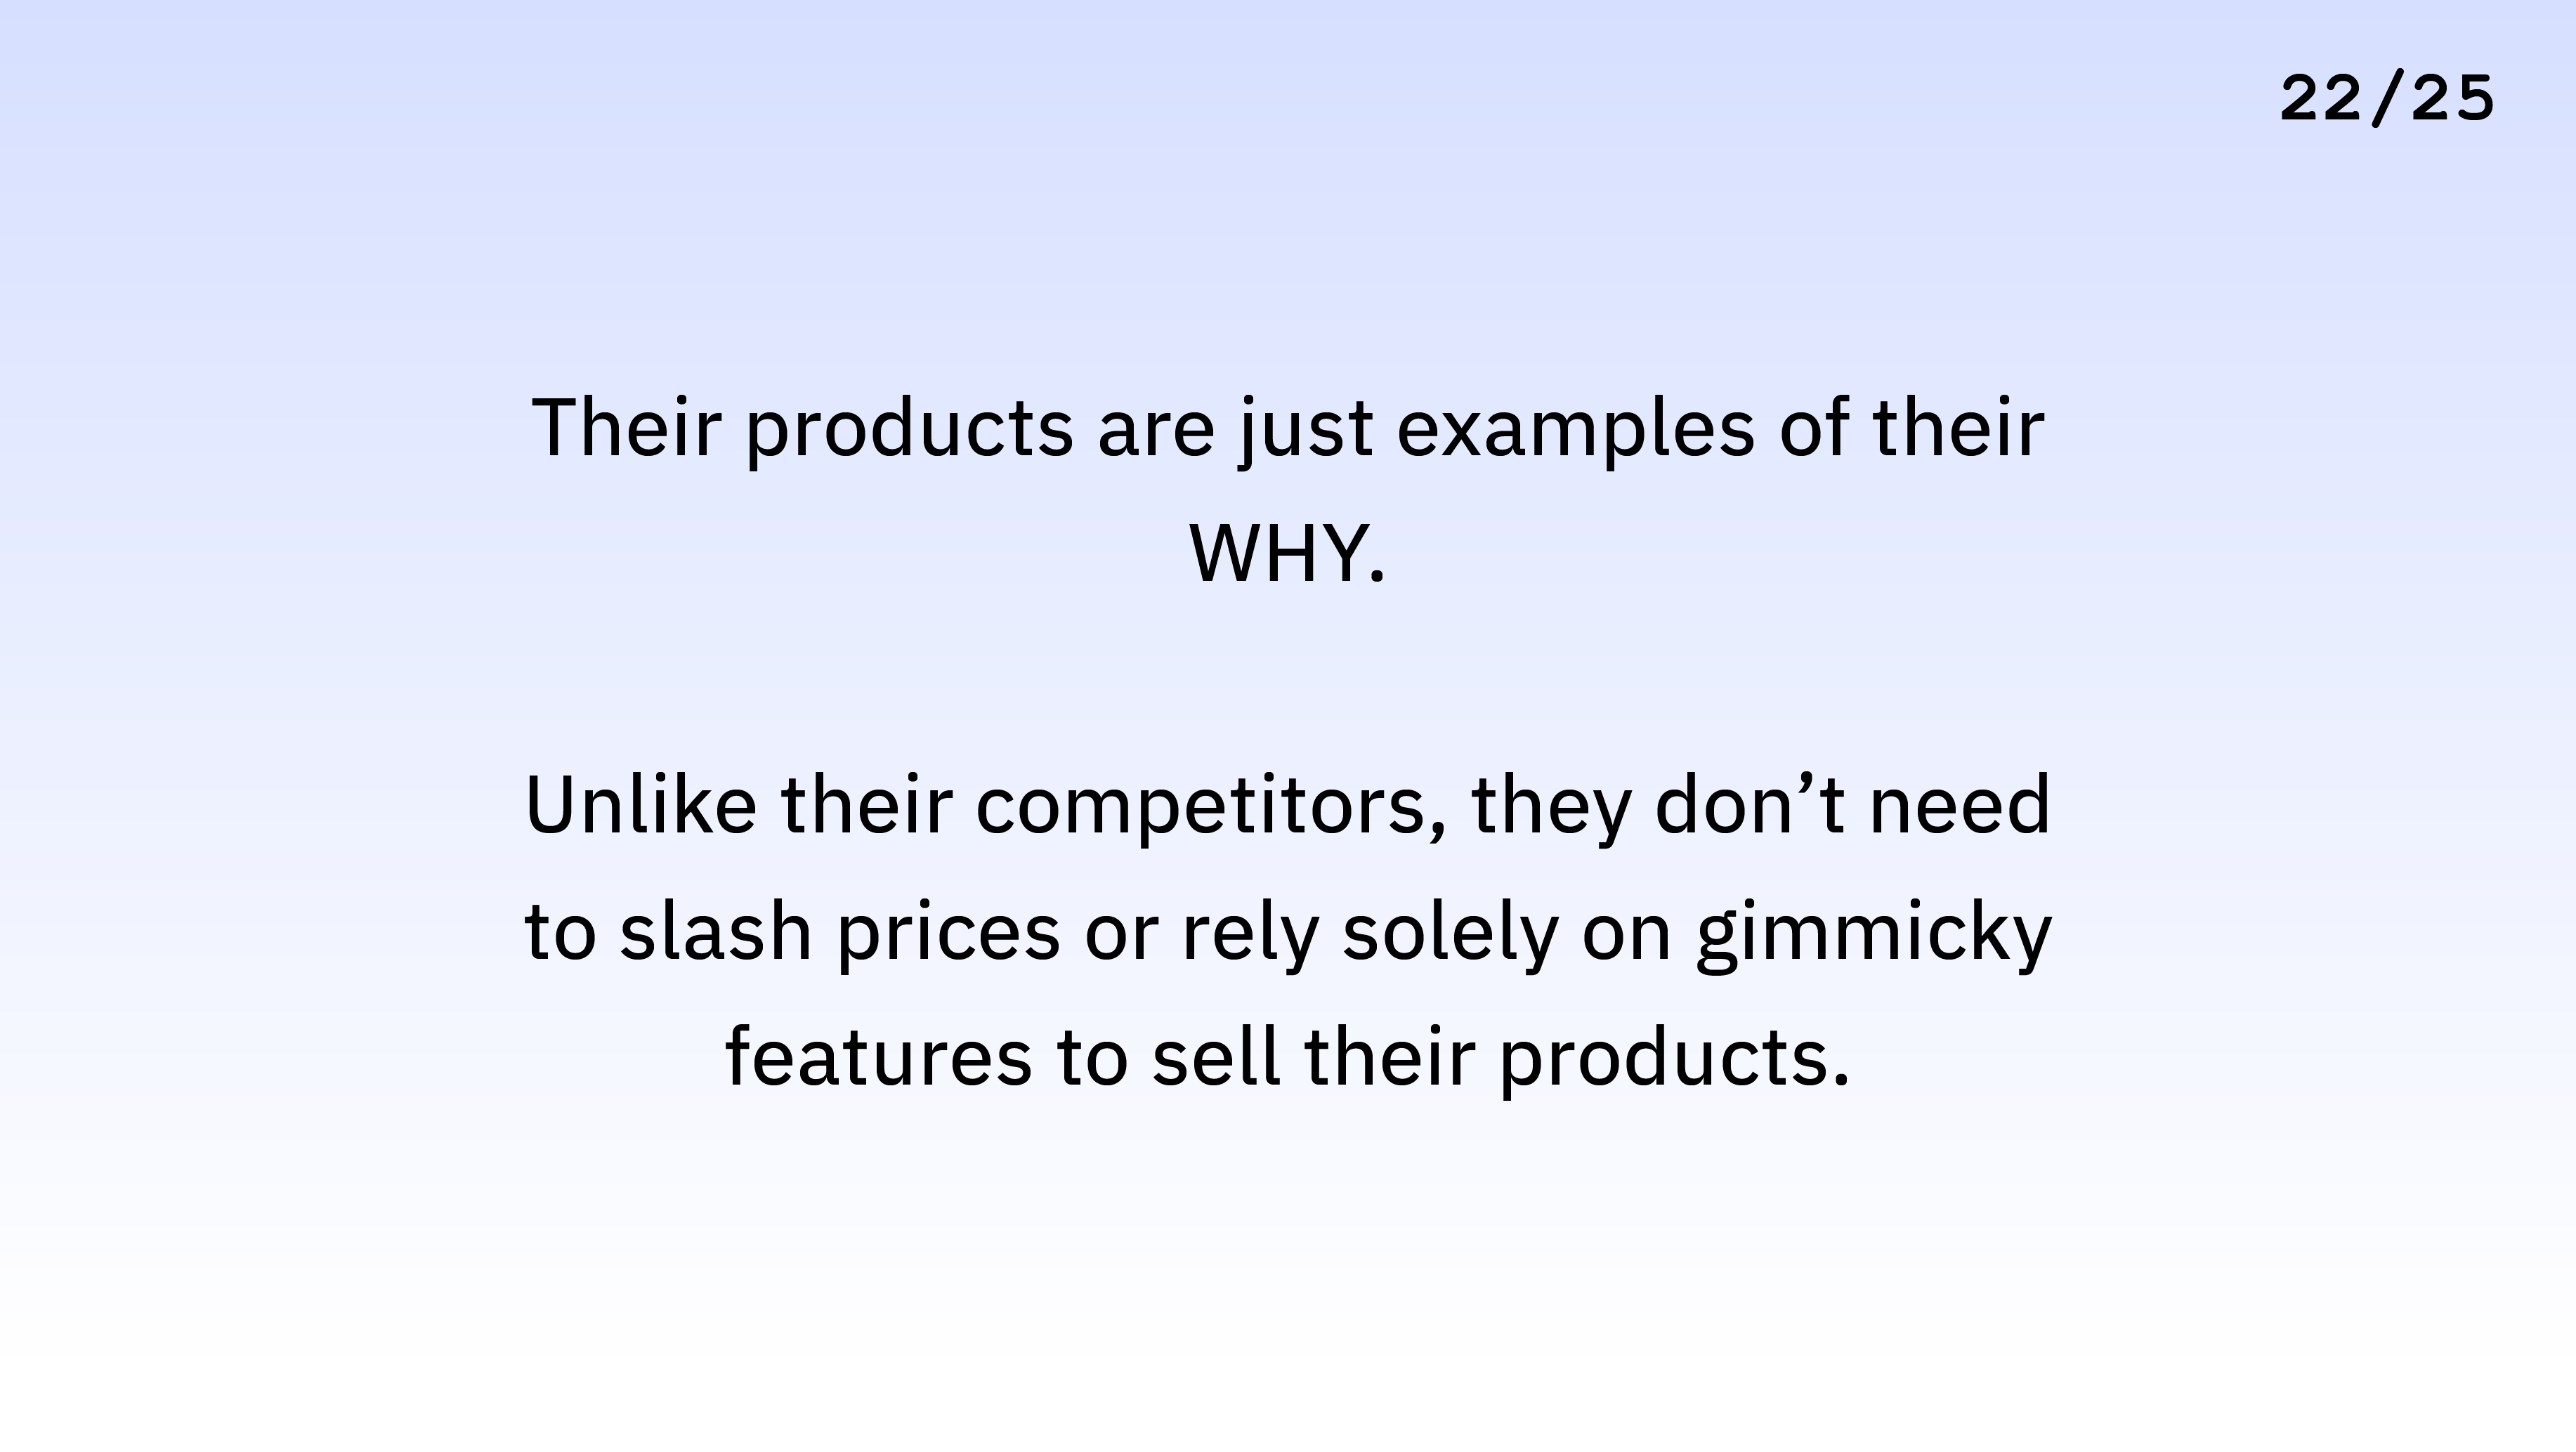 22/25
Their products are just examples of their
WHY.
Unlike their competitors, they don’t need
to slash prices or rely solely on gimmicky
features to sell their products.